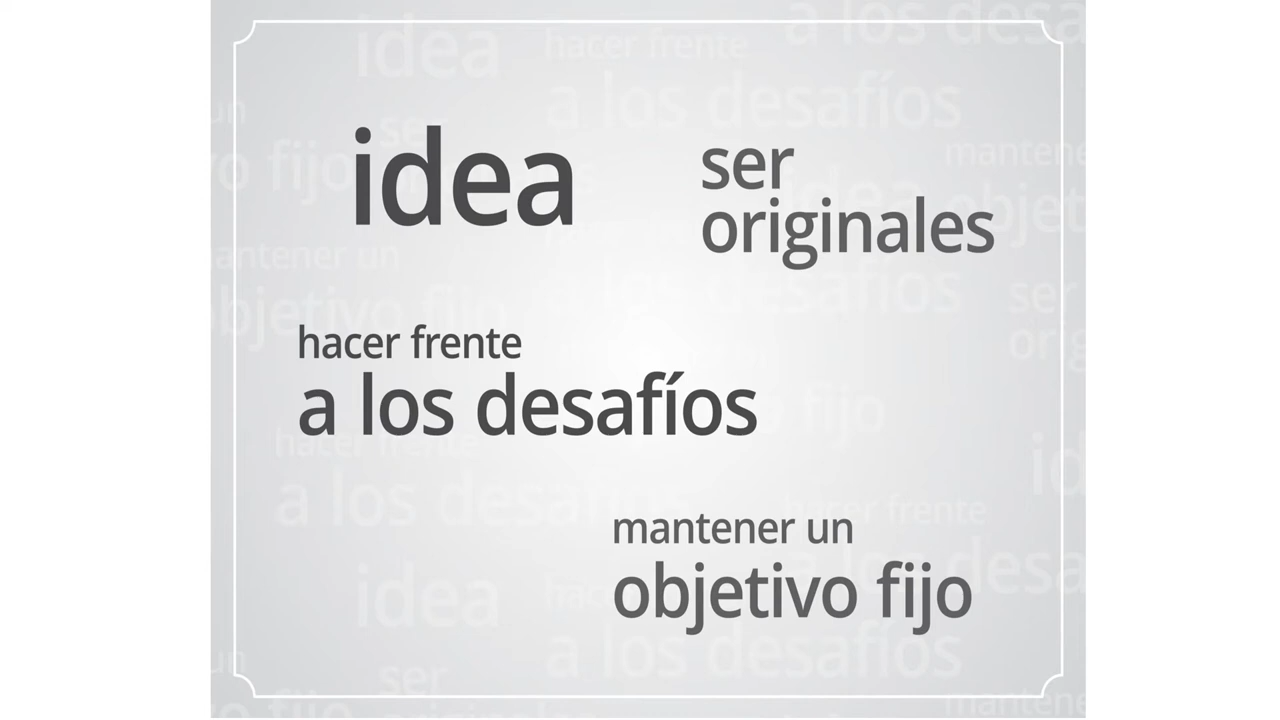 idea
ser
originales
hacer frente
a los desafíos
mantener un
objetivo fijo